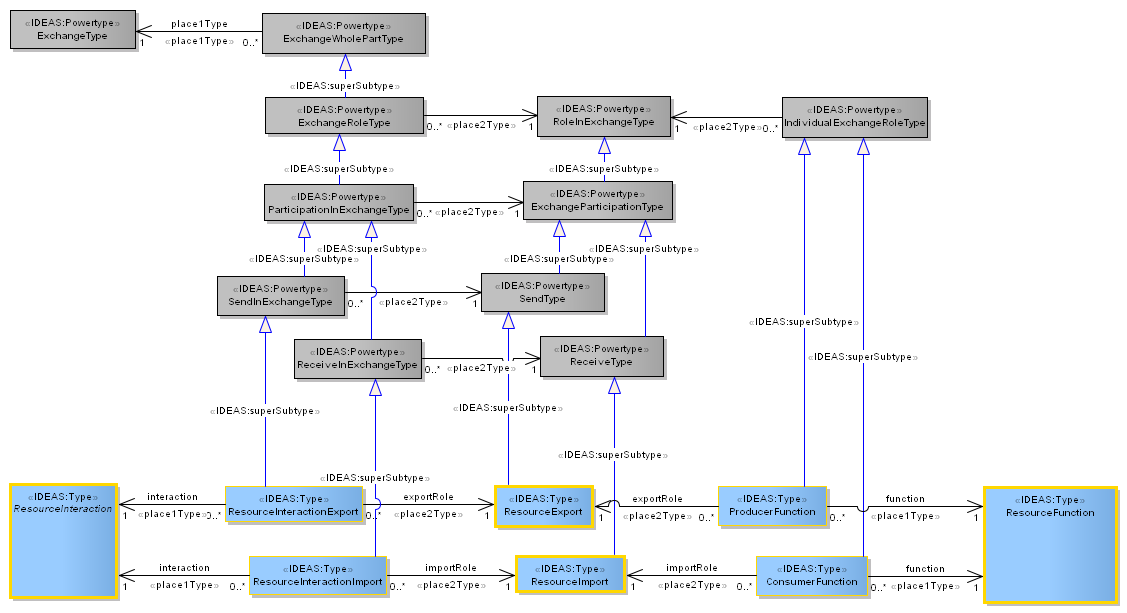 «IDEAS:Powertype»
ExchangeType
place1Type
1 «place1Type» 0..*
«IDEAS:Powertype»
ExchangeWholePartType
«IDEAS:superSubtype»
«IDEAS:Powertype»
ExchangeRoleType
0..* «place2Type» 1
«IDEAS:Powertype»
RoleInExchangeType
1 «place2Type» 0..*
«IDEAS:Powertype»
IndividualExchangeRoleType
«IDEAS:superSubtype»
«IDEAS:superSubtype»
«IDEAS:Powertype»
ParticipationInExchangeType
0..* «place2Type» 1
«IDEAS:Powertype»
ExchangeParticipationType
«IDEAS:superSubtype»
«IDEAS:superSubtype»
«IDEAS:superSubtype»
«IDEAS:superSubtype»
«IDEAS:Powertype»
SendInExchangeType
0..* «place2Type» 1
«IDEAS:Powertype»
SendType
«IDEAS:superSubtype»
«IDEAS:Powertype»
ReceiveInExchangeType
0..* «place2Type» 1
«IDEAS:Powertype»
ReceiveType
«IDEAS:superSubtype»
«IDEAS:superSubtype»
«IDEAS:superSubtype»
«IDEAS:superSubtype»
«IDEAS:superSubtype»
«IDEAS:Type»
ResourceInteraction
interaction
1 «place1Type» 0..*
«IDEAS:Type»
ResourceInteractionExport
exportRole
0..* «place2Type» 1
«IDEAS:Type»
ResourceExport
exportRole
1 «place2Type» 0..*
«IDEAS:Type»
ProducerFunction
function
0..* «place1Type» 1
«IDEAS:Type»
ResourceFunction
interaction
1 «place1Type» 0..*
«IDEAS:Type»
ResourceInteractionImport
importRole
0..* «place2Type» 1
«IDEAS:Type»
ResourceImport
importRole
1 «place2Type» 0..*
«IDEAS:Type»
ConsumerFunction
function
0..* «place1Type» 1